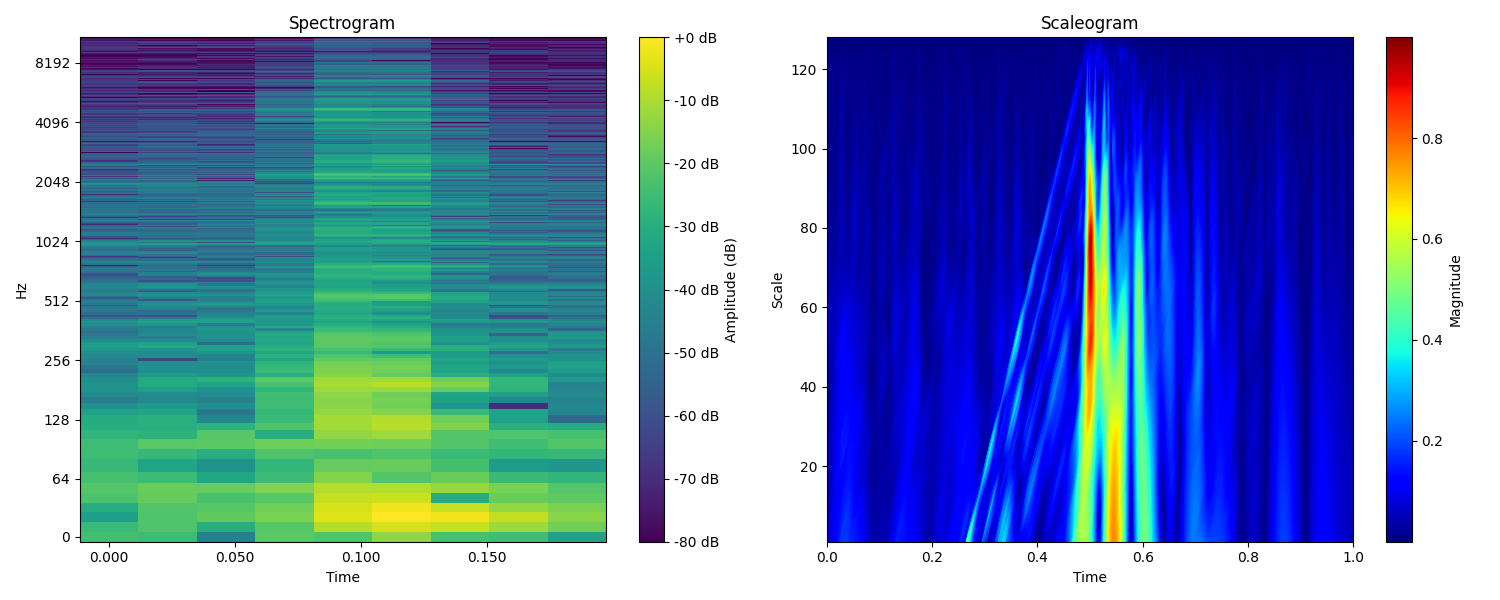 Spectrogram
Hz
8192
4096
2048
1024
512
256
128
64
0
0.000
0.050
0.100
0.150
Time
+0 dB
-10 dB
-20 dB
-30 dB
-40 dB
-50 dB
-60 dB
-70 dB
-80 dB
Amplitude (dB)
Scaleogram
Scale
120
100
80
60
40
20
0.0
0.2
0.4
0.6
0.8
1.0
Time
0.8
0.6
0.4
0.2
Magnitude